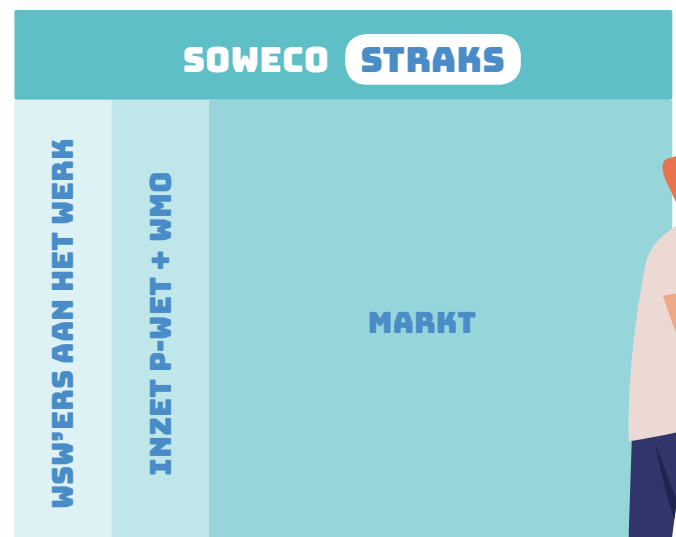 SOWECO STRAKS
WSW'ERS AAN HET WERK
INZET P-WET + WMO
MARKT